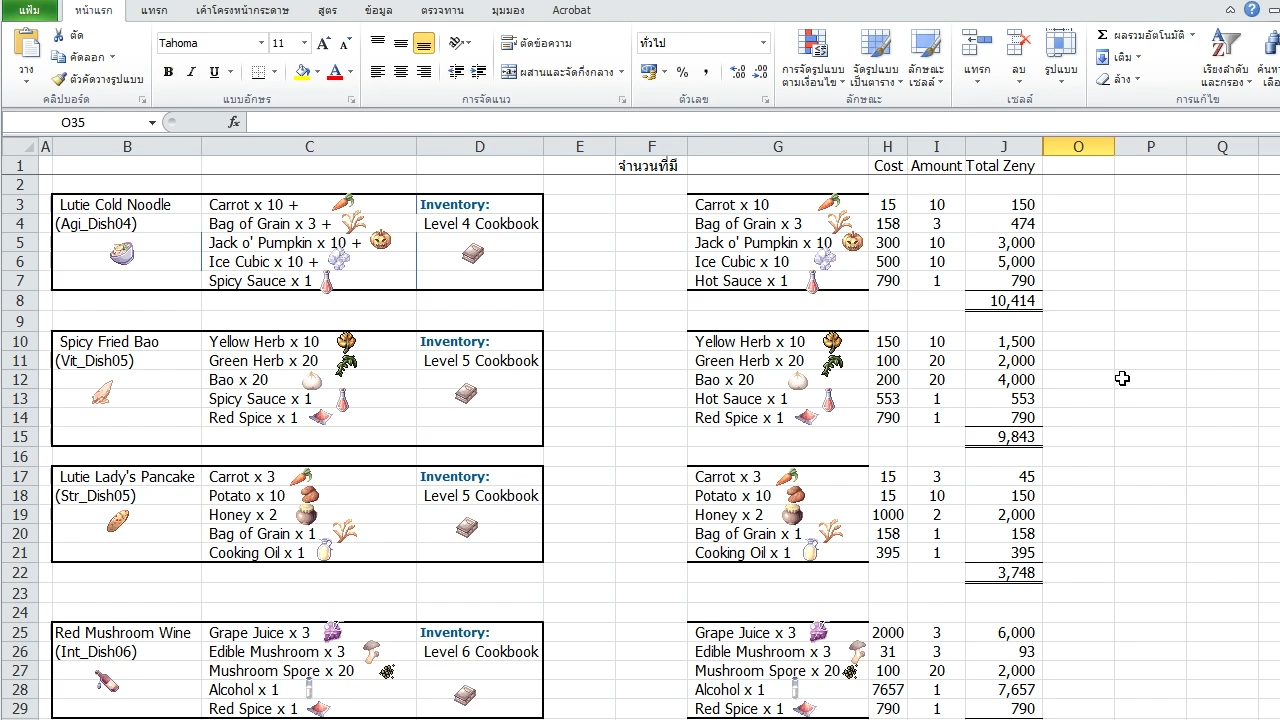 แฟ้ม หน้าแรก แทรก เค้าโครงหน้ากระดาษ สูตร ข้อมูล ตรวจทาน มุมมอง Acrobat
วาง ตัด คัดลอก ตัวคัดวางรูปแบบ Tahoma 11 B I U A ตัดข้อความ ผสานและจัดกึ่งกลาง ทั่วไป % , การจัดรูปแบบ ตามเงื่อนไข จัดรูปแบบ เป็นตาราง ลักษณะ เซลล์ แทรก ลบ รูปแบบ Σ ผลรวมอัตโนมัติ เติม ล้าง เรียงลำดับ และกรอง
คลิปบอร์ด แบบอักษร การจัดแนว ตัวเลข ลักษณะ เซลล์ การแก้ไข
O35 fx
A B C D E F G H I J O P Q
1 จำนวนที่มี Cost Amount Total Zeny
2
3 Lutie Cold Noodle Carrot x 10 + Inventory: Carrot x 10 15 10 150
4 (Agi_Dish04) Bag of Grain x 3 + Level 4 Cookbook Bag of Grain x 3 158 3 474
5 Jack o' Pumpkin x 10 + Jack o' Pumpkin x 10 300 10 3,000
6 Ice Cubic x 10 + Ice Cubic x 10 500 10 5,000
7 Spicy Sauce x 1 Hot Sauce x 1 790 1 790
8 10,414
9
10 Spicy Fried Bao Yellow Herb x 10 Inventory: Yellow Herb x 10 150 10 1,500
11 (Vit_Dish05) Green Herb x 20 Level 5 Cookbook Green Herb x 20 100 20 2,000
12 Bao x 20 Bao x 20 200 20 4,000
13 Spicy Sauce x 1 Hot Sauce x 1 553 1 553
14 Red Spice x 1 Red Spice x 1 790 1 790
15 9,843
16
17 Lutie Lady's Pancake Carrot x 3 Inventory: Carrot x 3 15 3 45
18 (Str_Dish05) Potato x 10 Level 5 Cookbook Potato x 10 15 10 150
19 Honey x 2 Honey x 2 1000 2 2,000
20 Bag of Grain x 1 Bag of Grain x 1 158 1 158
21 Cooking Oil x 1 Cooking Oil x 1 395 1 395
22 3,748
23
24
25 Red Mushroom Wine Grape Juice x 3 Inventory: Grape Juice x 3 2000 3 6,000
26 (Int_Dish06) Edible Mushroom x 3 Level 6 Cookbook Edible Mushroom x 3 31 3 93
27 Mushroom Spore x 20 Mushroom Spore x 20 100 20 2,000
28 Alcohol x 1 Alcohol x 1 7657 1 7,657
29 Red Spice x 1 Red Spice x 1 790 1 790